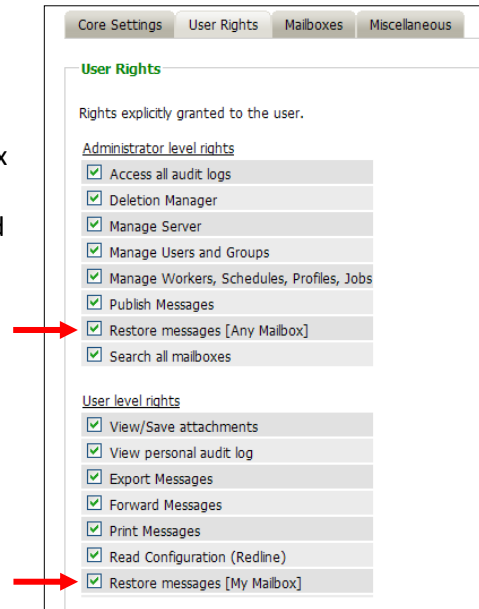 Core Settings User Rights Mailboxes Miscellaneous
User Rights
Rights explicitly granted to the user.
Administrator level rights
Access all audit logs
Deletion Manager
Manage Server
Manage Users and Groups
Manage Workers, Schedules, Profiles, Jobs
Publish Messages
Restore messages [Any Mailbox]
Search all mailboxes
User level rights
View/Save attachments
View personal audit log
Export Messages
Forward Messages
Print Messages
Read Configuration (Redline)
Restore messages [My Mailbox]